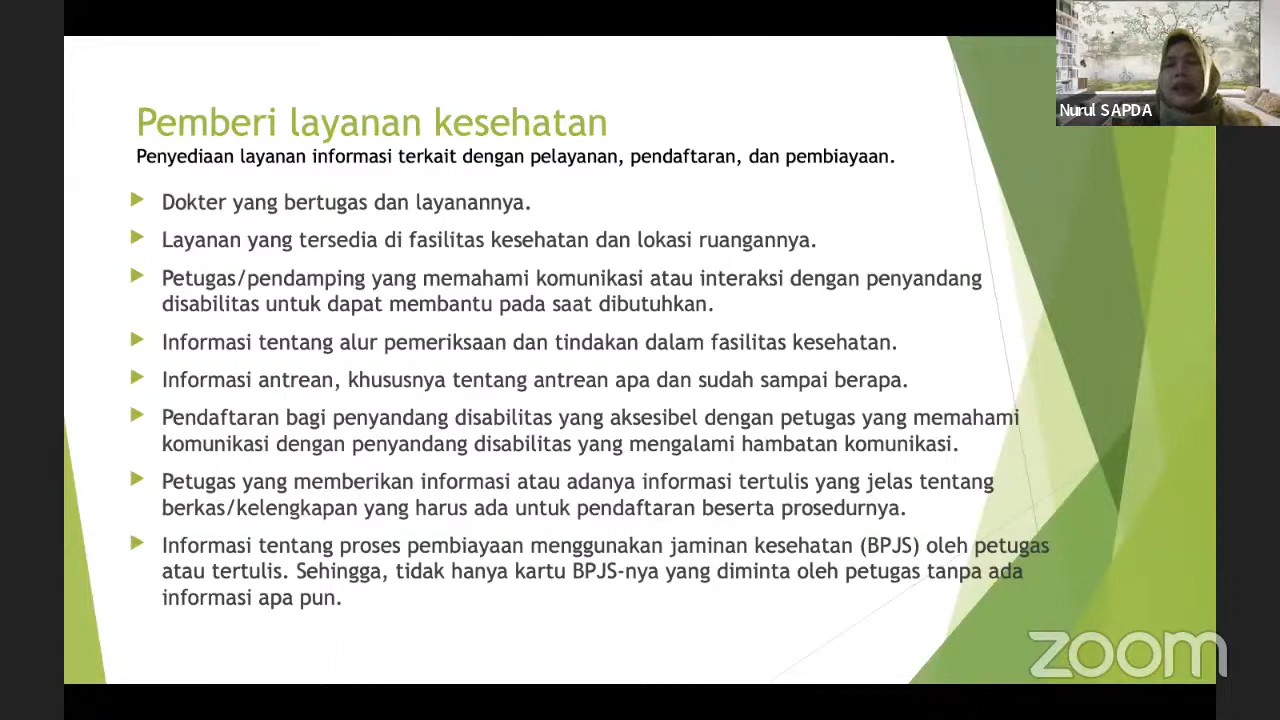 Nurul SAPDA
Pemberi layanan kesehatan
Penyediaan layanan informasi terkait dengan pelayanan, pendaftaran, dan pembiayaan.
Dokter yang bertugas dan layanannya.
Layanan yang tersedia di fasilitas kesehatan dan lokasi ruangannya.
Petugas/pendamping yang memahami komunikasi atau interaksi dengan penyandang
disabilitas untuk dapat membantu pada saat dibutuhkan.
Informasi tentang alur pemeriksaan dan tindakan dalam fasilitas kesehatan.
Informasi antrean, khususnya tentang antrean apa dan sudah sampai berapa.
Pendaftaran bagi penyandang disabilitas yang aksesibel dengan petugas yang memahami
komunikasi dengan penyandang disabilitas yang mengalami hambatan komunikasi.
Petugas yang memberikan informasi atau adanya informasi tertulis yang jelas tentang
berkas/kelengkapan yang harus ada untuk pendaftaran beserta prosedurnya.
Informasi tentang proses pembiayaan menggunakan jaminan kesehatan (BPJS) oleh petugas
atau tertulis. Sehingga, tidak hanya kartu BPJS-nya yang diminta oleh petugas tanpa ada
informasi apa pun.
zoom